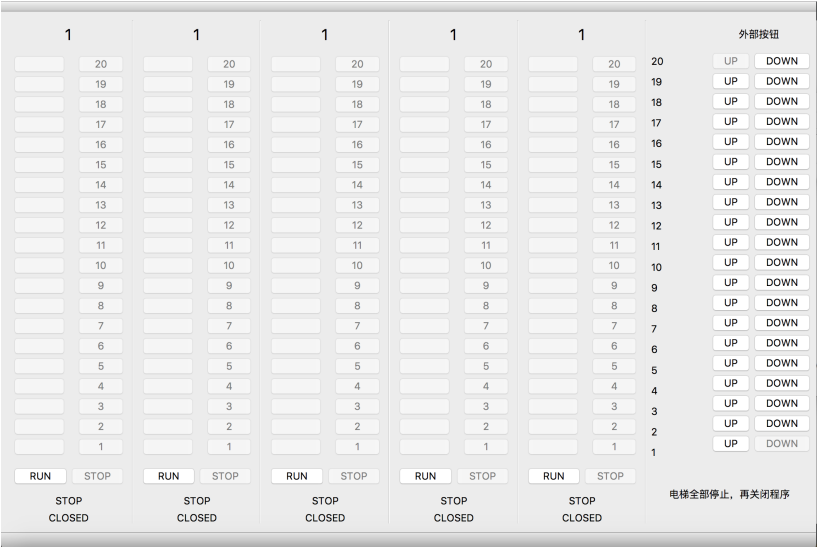 1 1 1 1 1 外部按钮
20 20 20 20 20 20 UP DOWN
19 19 19 19 19 19 UP DOWN
18 18 18 18 18 18 UP DOWN
17 17 17 17 17 17 UP DOWN
16 16 16 16 16 16 UP DOWN
15 15 15 15 15 15 UP DOWN
14 14 14 14 14 14 UP DOWN
13 13 13 13 13 13 UP DOWN
12 12 12 12 12 12 UP DOWN
11 11 11 11 11 11 UP DOWN
10 10 10 10 10 10 UP DOWN
9 9 9 9 9 9 UP DOWN
8 8 8 8 8 8 UP DOWN
7 7 7 7 7 7 UP DOWN
6 6 6 6 6 6 UP DOWN
5 5 5 5 5 5 UP DOWN
4 4 4 4 4 4 UP DOWN
3 3 3 3 3 3 UP DOWN
2 2 2 2 2 2 UP DOWN
1 1 1 1 1 1 UP DOWN
RUN STOP RUN STOP RUN STOP RUN STOP RUN STOP
STOP STOP STOP STOP STOP 电梯全部停止，再关闭程序
CLOSED CLOSED CLOSED CLOSED CLOSED